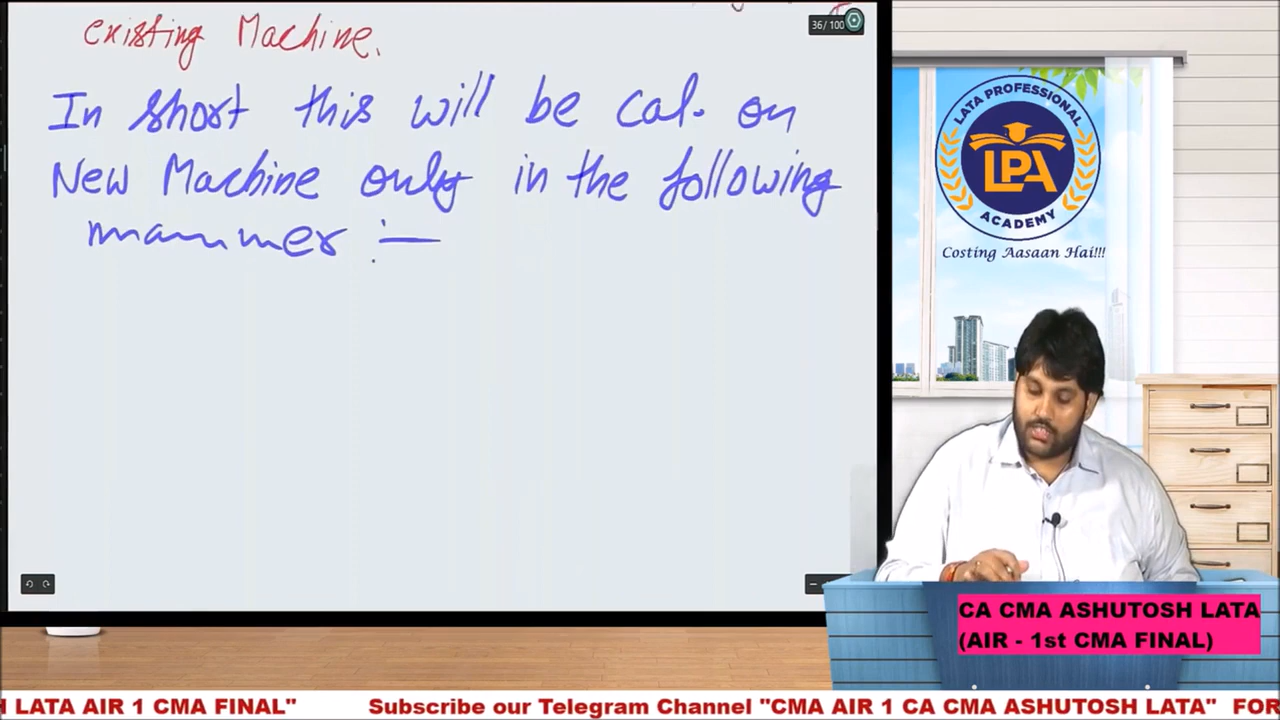 existing Machine.
36/100
In short this will be cal. on
New Machine only in the following
manner :—
LATA PROFESSIONAL
LPA
ACADEMY
Costing Aasaan Hai!!!
CA CMA ASHUTOSH LATA
(AIR - 1st CMA FINAL)
H LATA AIR 1 CMA FINAL" Subscribe our Telegram Channel "CMA AIR 1 CA CMA ASHUTOSH LATA" FOR